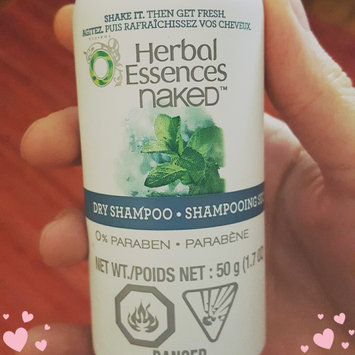 SHAKE IT. THEN GET FRESH.
AGITEZ. PUIS RAFRAÎCHISSEZ VOS CHEVEUX.
Herbal
Essences
naked™
DRY SHAMPOO • SHAMPOOING
0% PARABEN • PARABÈNE
NET WT./POIDS NET : 50 g (1.7
DANGER